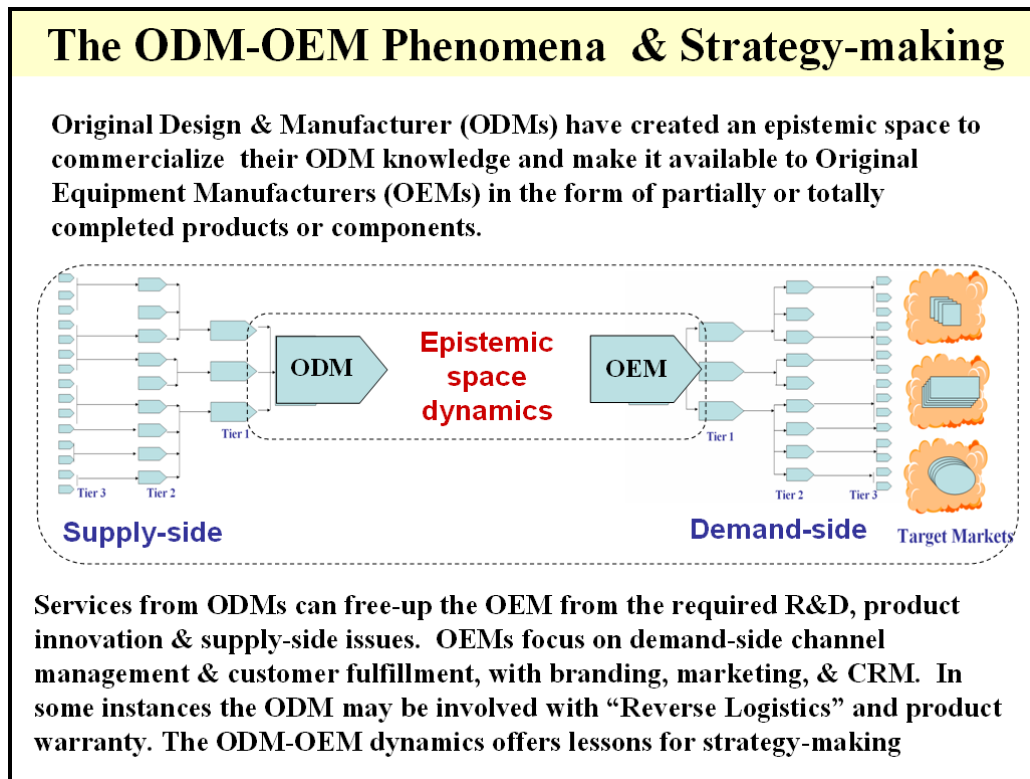 The ODM-OEM Phenomena & Strategy-making
Original Design & Manufacturer (ODMs) have created an epistemic space to
commercialize their ODM knowledge and make it available to Original
Equipment Manufacturers (OEMs) in the form of partially or totally
completed products or components.
ODM
Epistemic
space
dynamics
OEM
Tier 1
Tier 1
Tier 3
Tier 2
Tier 2
Tier 3
Supply-side
Demand-side
Target Markets
Services from ODMs can free-up the OEM from the required R&D, product
innovation & supply-side issues. OEMs focus on demand-side channel
management & customer fulfillment, with branding, marketing, & CRM. In
some instances the ODM may be involved with “Reverse Logistics” and product
warranty. The ODM-OEM dynamics offers lessons for strategy-making